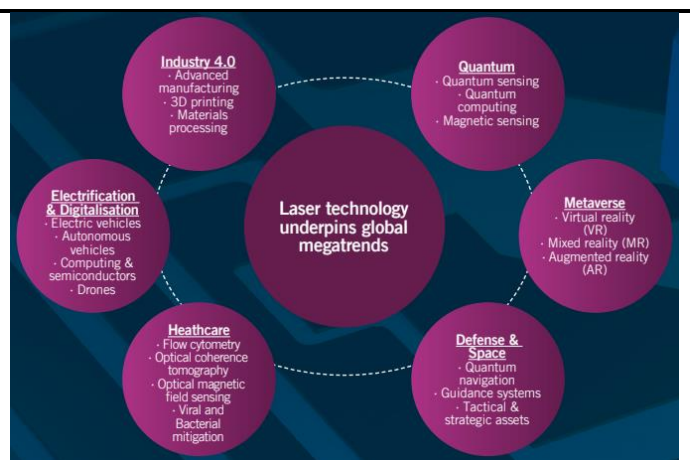 Industry 4.0
· Advanced
manufacturing
· 3D printing
· Materials
processing
Quantum
· Quantum sensing
· Quantum
computing
· Magnetic sensing
Electrification
& Digitalisation
· Electric vehicles
· Autonomous
vehicles
· Computing &
semiconductors
· Drones
Laser technology
underpins global
megatrends
Metaverse
· Virtual reality
(VR)
· Mixed reality (MR)
· Augmented reality
(AR)
Heathcare
· Flow cytometry
· Optical coherence
tomography
· Optical magnetic
field sensing
· Viral and
Bacterial
mitigation
Defense &
Space
· Quantum
navigation
· Guidance systems
· Tactical &
strategic assets